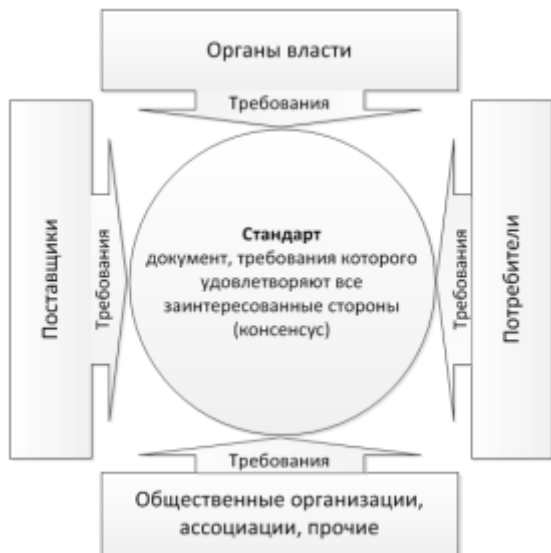 Органы власти
Требования
Поставщики
Требования
Стандарт
документ, требования которого
удовлетворяют все
заинтересованные стороны
(консенсус)
Требования
Потребители
Требования
Общественные организации,
ассоциации, прочие